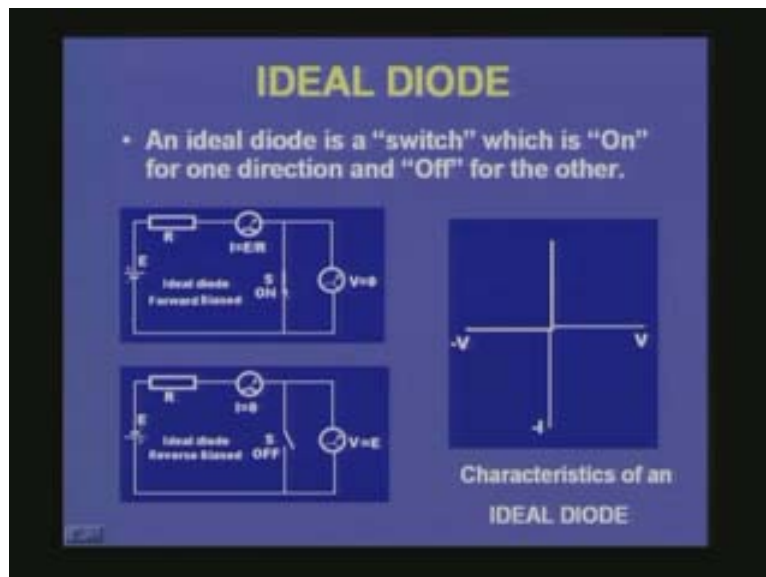 IDEAL DIODE
• An ideal diode is a “switch” which is “On”
for one direction and “Off” for the other.
R
I=E/R
E
Ideal diode
Forward Biased
S
ON
V=0
R
I=0
E
Ideal diode
Reverse Biased
S
OFF
V=E
-V
V
-I
Characteristics of an
IDEAL DIODE